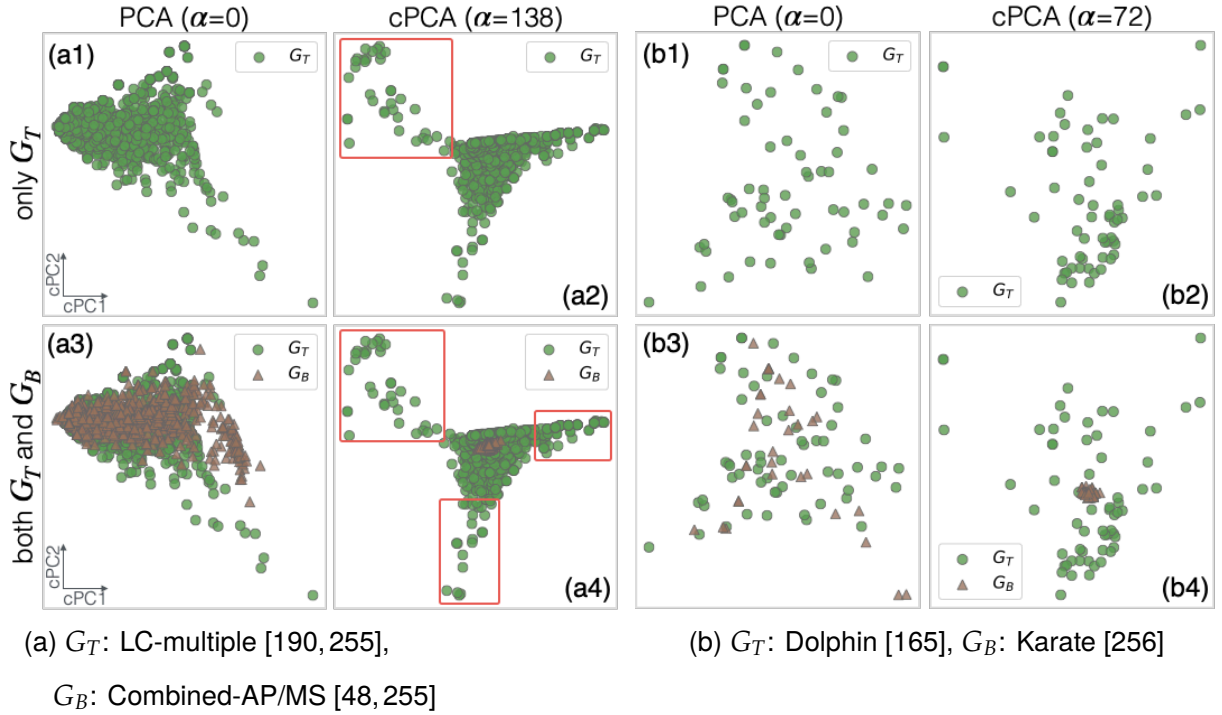 PCA (α=0) cPCA (α=138) PCA (α=0) cPCA (α=72)
only G_T
(a1) G_T
cPC2
cPC1
G_T
(a2)
(b1) G_T
G_T
(b2)
both G_T and G_B
(a3) G_T
G_B
cPC2
cPC1
G_T
G_B
(a4)
(b3)
G_T
G_B
(b4)
(a) G_T: LC-multiple [190, 255],
G_B: Combined-AP/MS [48, 255]
(b) G_T: Dolphin [165], G_B: Karate [256]